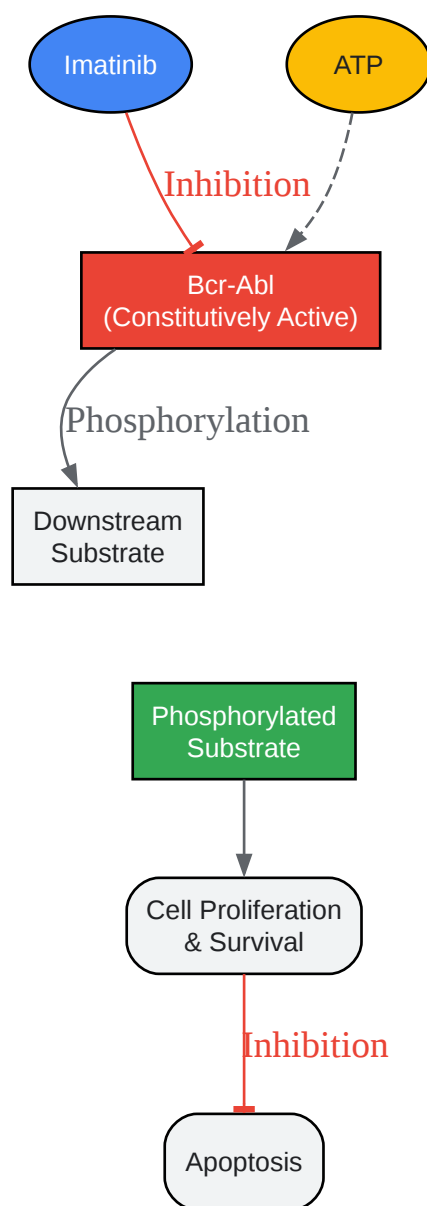 Imatinib
ATP
Inhibition
Bcr-Abl
(Constitutively Active)
Phosphorylation
Downstream
Substrate
Phosphorylated
Substrate
Cell Proliferation
& Survival
Inhibition
Apoptosis